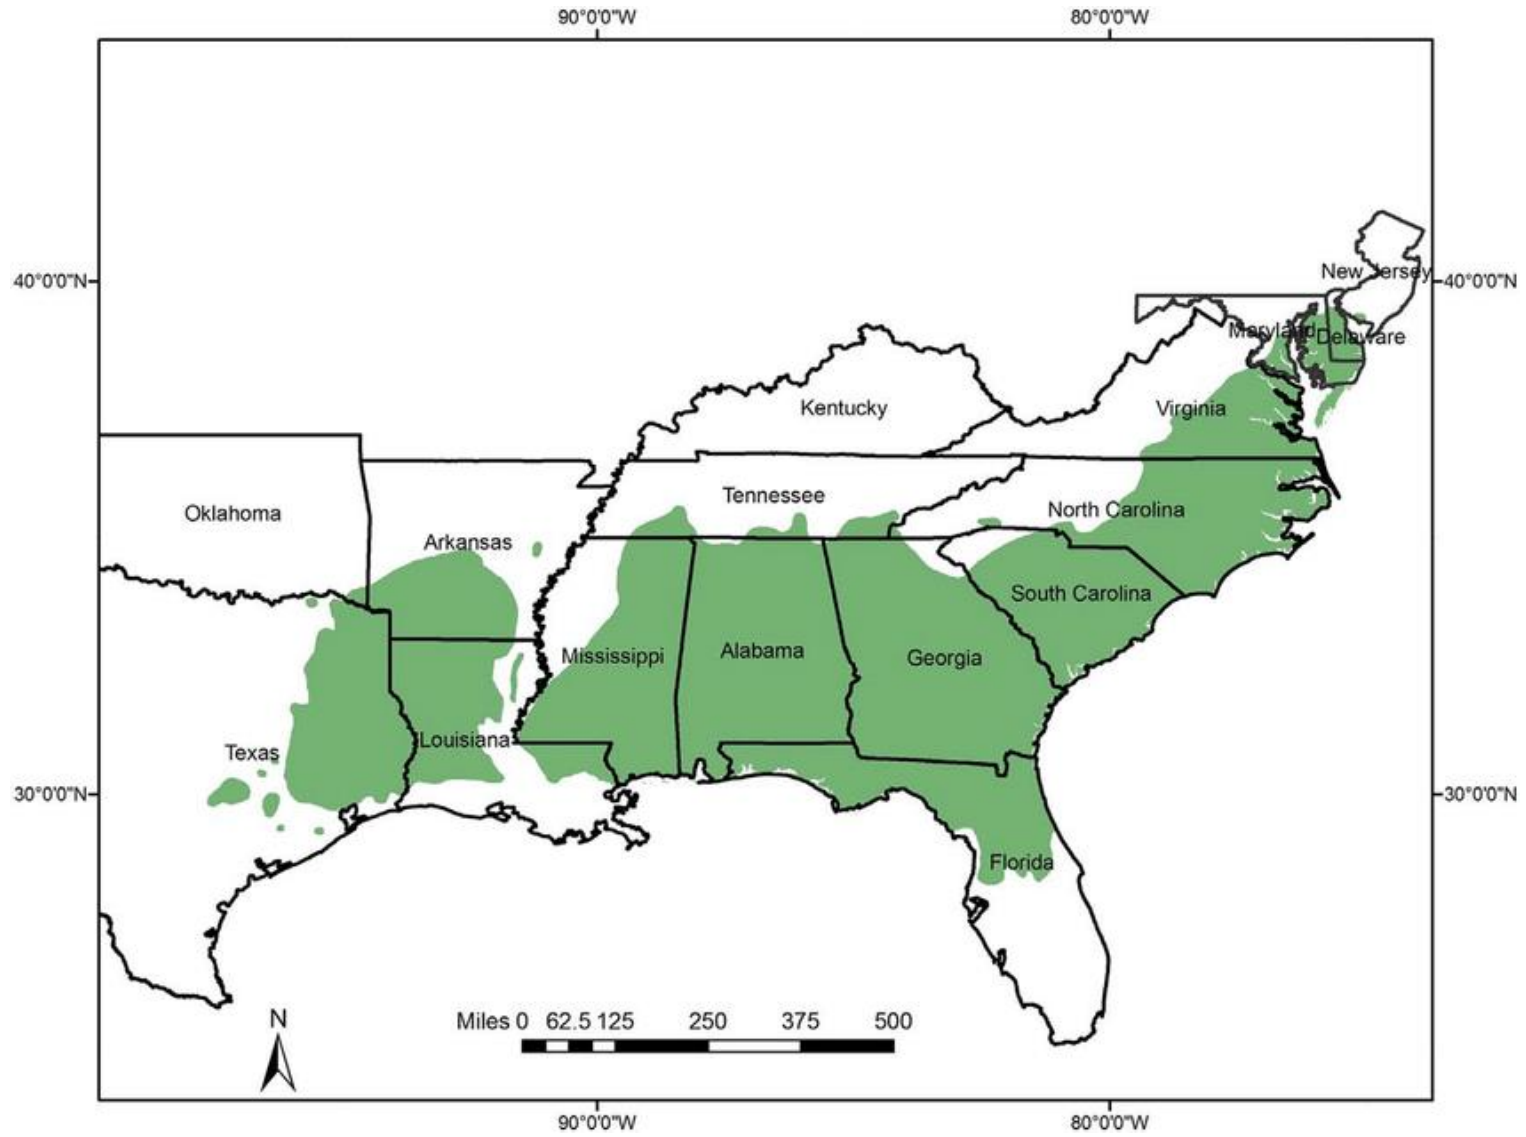 90°0'0"W 80°0'0"W
40°0'0"N
New Jersey
40°0'0"N
Maryland Delaware
Kentucky
Virginia
Tennessee
Oklahoma
North Carolina
Arkansas
South Carolina
Mississippi
Alabama
Georgia
Louisiana
Texas
30°0'0"N 30°0'0"N
Florida
N
Miles 0 62.5 125 250 375 500
90°0'0"W 80°0'0"W